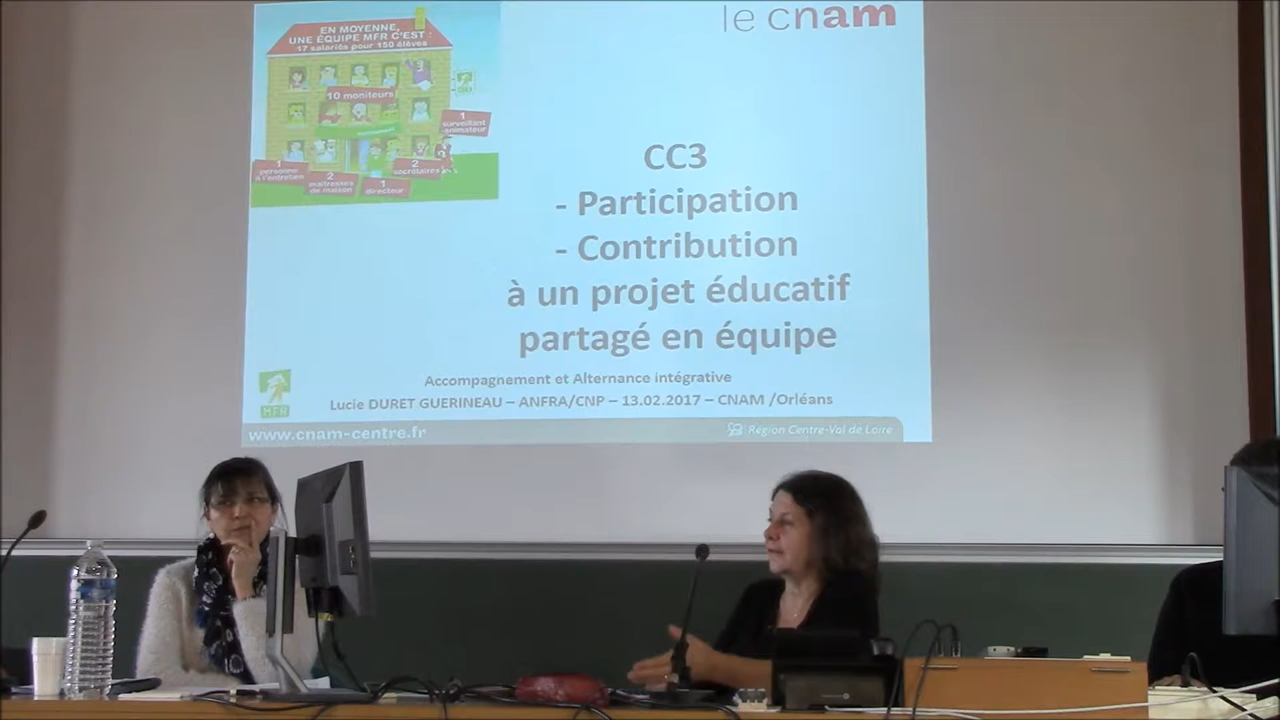 le cnam
EN MOYENNE,
UNE ÉQUIPE MFR C'EST :
17 salariés pour 150 élèves
10 moniteurs
1
surveillant
animateur
1
personne
à l'entretien
2
maîtresses
de maison
1
directeur
2
secrétaires
CC3
- Participation
- Contribution
à un projet éducatif
partagé en équipe
Accompagnement et Alternance intégrative
Lucie DURET GUERINEAU – ANFRA/CNP – 13.02.2017 – CNAM /Orléans
MFR
www.cnam-centre.fr
Région Centre-Val de Loire